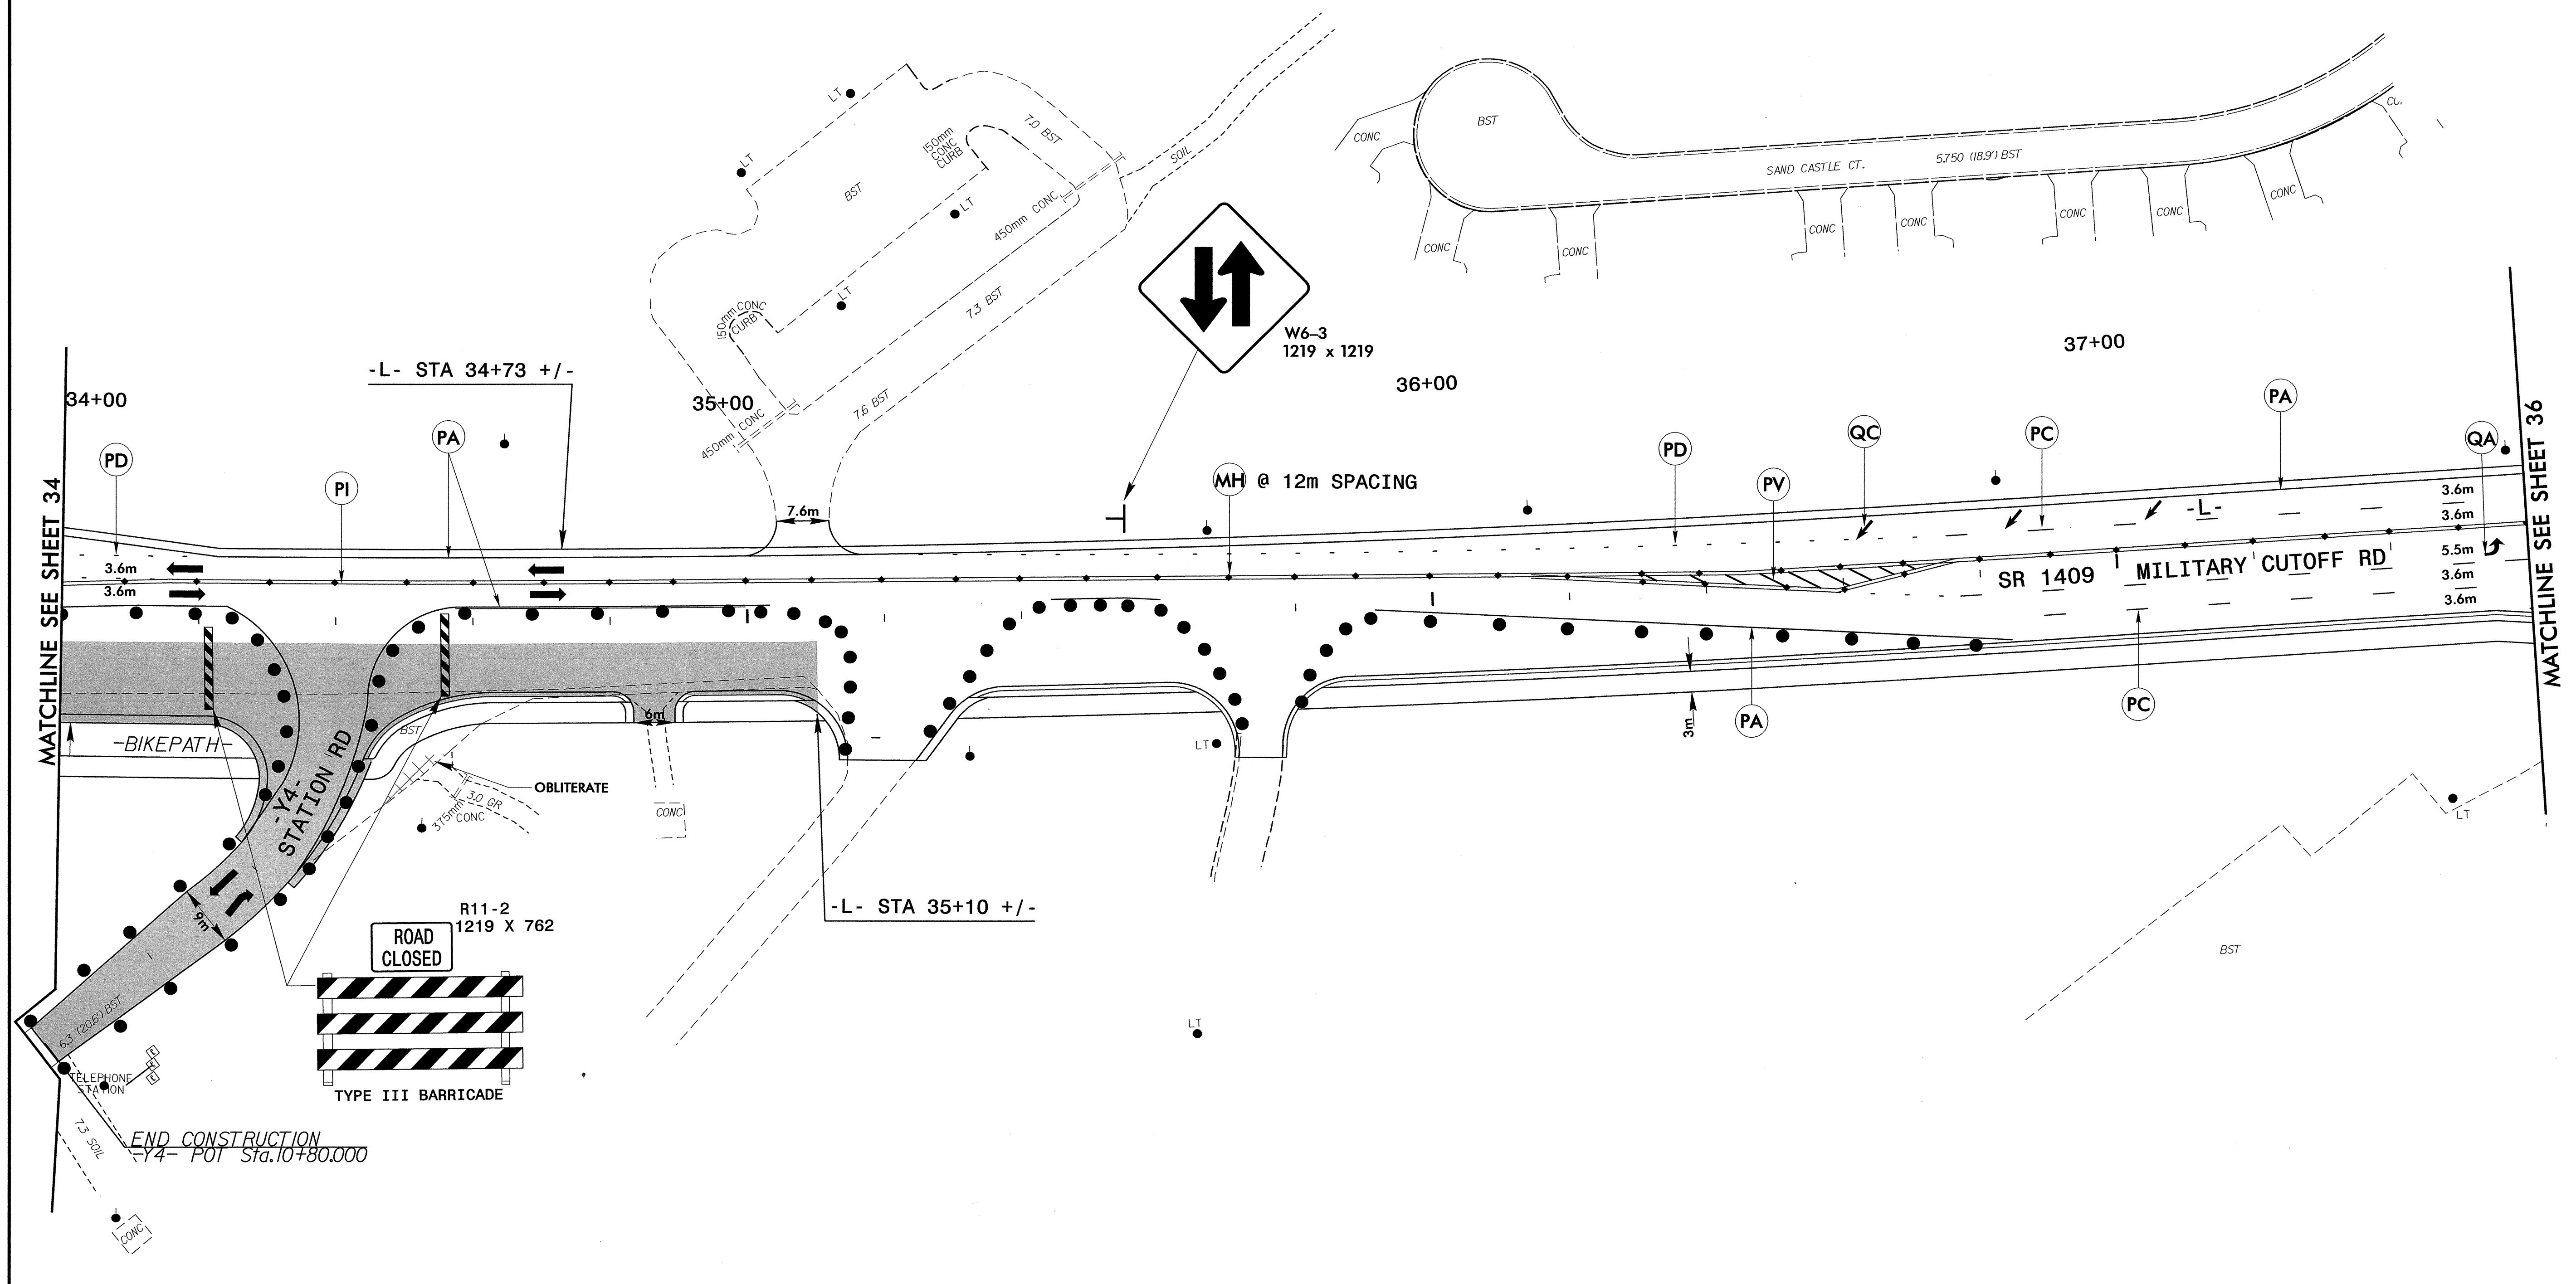 LT
LT
150mm
CONC
CURB
7.0 BST
BST
LT
450mm CONC
SOIL
LT
150mm CONC
CURB
7.3 BST
7.6 BST
450mm CONC
BST
CONC
CONC
CONC
SAND CASTLE CT.
5.750 (18.9') BST
CONC
CONC
CONC
CONC
CONC
W6-3
1219 x 1219
34+00
-L- STA 34+73 +/-
35+00
36+00
37+00
MATCHLINE SEE SHEET 34
MATCHLINE SEE SHEET 36
PD
PI
PA
7.6m
MH @ 12m SPACING
PD
PV
QC
PC
PA
QA
3.6m
3.6m
3.6m
3.6m
5.5m
3.6m
3.6m
-L-
SR 1409 MILITARY CUTOFF RD
-BIKEPATH-
BST
6m
3m
PA
PC
-Y4-
STATION RD
OBLITERATE
3.0 GR
375mm
CONC
CONC
LT
LT
LT
BST
9m
6.3 (20.6') BST
R11-2
1219 X 762
ROAD
CLOSED
TYPE III BARRICADE
-L- STA 35+10 +/-
TELEPHONE
STATION
t
t
t
7.3 SOIL
END CONSTRUCTION
-Y4- POT Sta.10+80.000
CONC